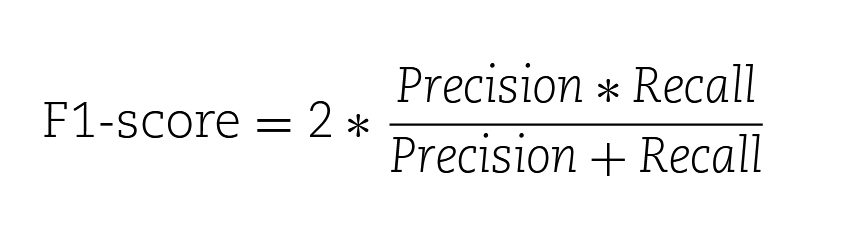 F1-score = 2 * Precision * Recall
Precision + Recall